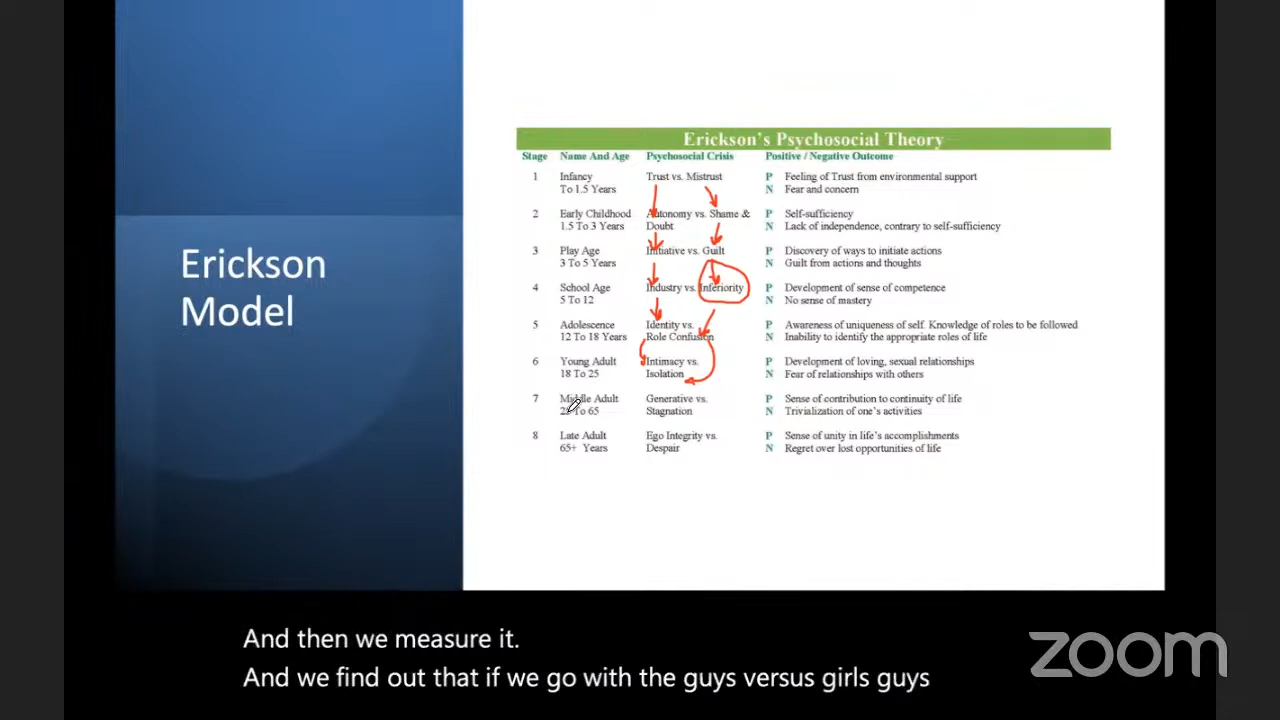 Erickson
Model
Erickson's Psychosocial Theory
Stage Name And Age Psychosocial Crisis Positive / Negative Outcome
1 Infancy Trust vs. Mistrust P Feeling of Trust from environmental support
To 1.5 Years N Fear and concern
2 Early Childhood Autonomy vs. Shame & P Self-sufficiency
1.5 To 3 Years Doubt N Lack of independence, contrary to self-sufficiency
3 Play Age Initiative vs. Guilt P Discovery of ways to initiate actions
3 To 5 Years N Guilt from actions and thoughts
4 School Age Industry vs. Inferiority P Development of sense of competence
5 To 12 N No sense of mastery
5 Adolescence Identity vs. P Awareness of uniqueness of self. Knowledge of roles to be followed
12 To 18 Years Role Confusion N Inability to identify the appropriate roles of life
6 Young Adult Intimacy vs. P Development of loving, sexual relationships
18 To 25 Isolation N Fear of relationships with others
7 Middle Adult Generative vs. P Sense of contribution to continuity of life
25 To 65 Stagnation N Trivialization of one's activities
8 Late Adult Ego Integrity vs. P Sense of unity in life's accomplishments
65+ Years Despair N Regret over lost opportunities of life
And then we measure it.
And we find out that if we go with the guys versus girls guys
zoom